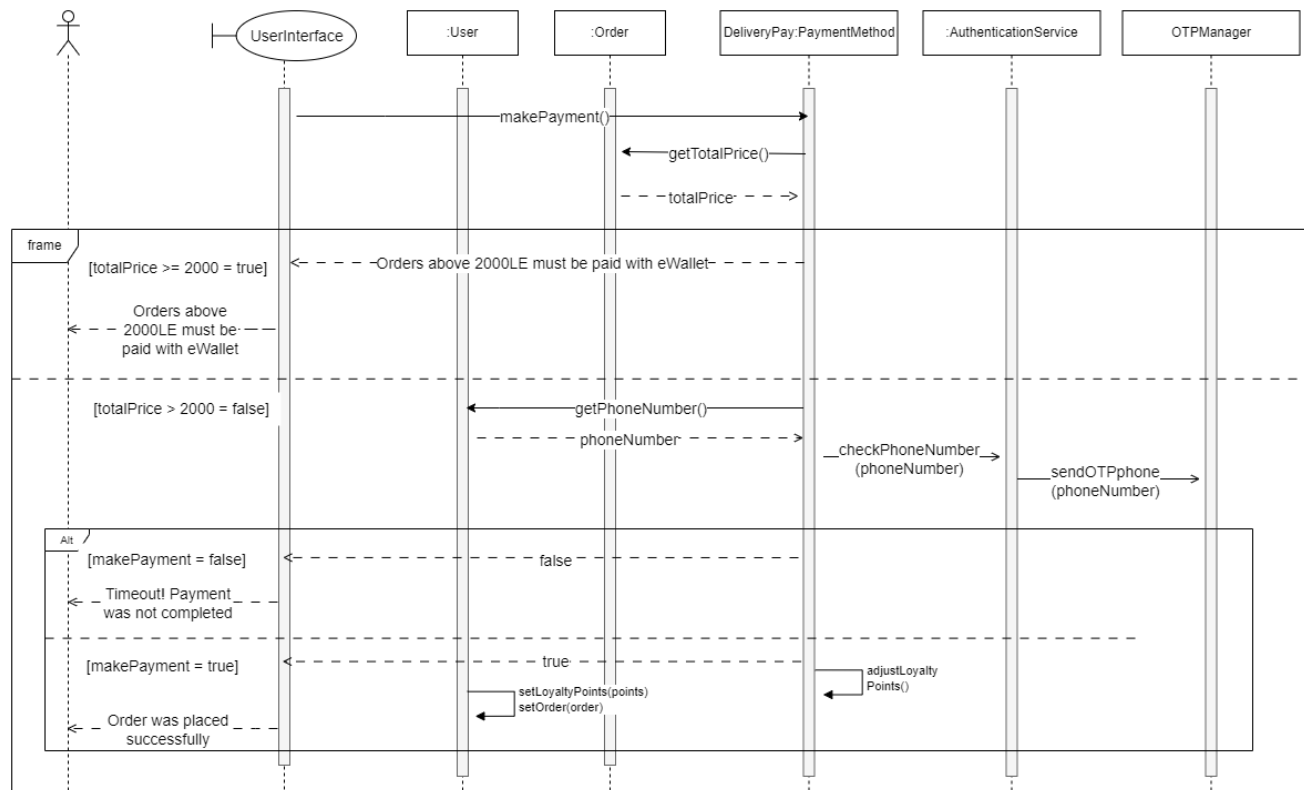 UserInterface
:User
:Order
DeliveryPay:PaymentMethod
:AuthenticationService
OTPManager
makePayment()
getTotalPrice()
totalPrice
frame
[totalPrice >= 2000 = true]
Orders above 2000LE must be paid with eWallet
Orders above
2000LE must be
paid with eWallet
[totalPrice > 2000 = false]
getPhoneNumber()
phoneNumber
checkPhoneNumber
(phoneNumber)
sendOTPphone
(phoneNumber)
Alt
[makePayment = false]
false
Timeout! Payment
was not completed
[makePayment = true]
true
adjustLoyalty
Points()
setLoyaltyPoints(points)
setOrder(order)
Order was placed
successfully